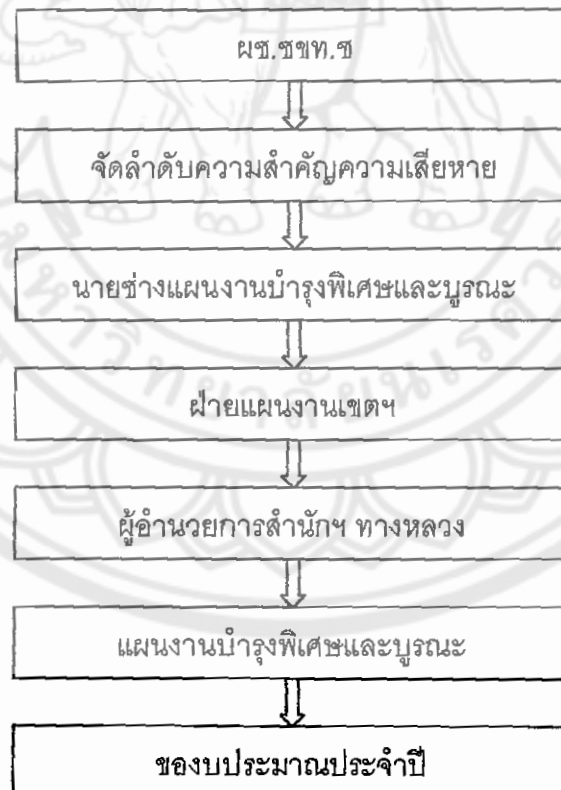 ผช.ชขท.ช
จัดลำดับความสำคัญความเสียหาย
นายช่างแผนงานบำรุงพิเศษและบูรณะ
ฝ่ายแผนงานเขตฯ
ผู้อำนวยการสำนักฯ ทางหลวง
แผนงานบำรุงพิเศษและบูรณะ
ของบประมาณประจำปี